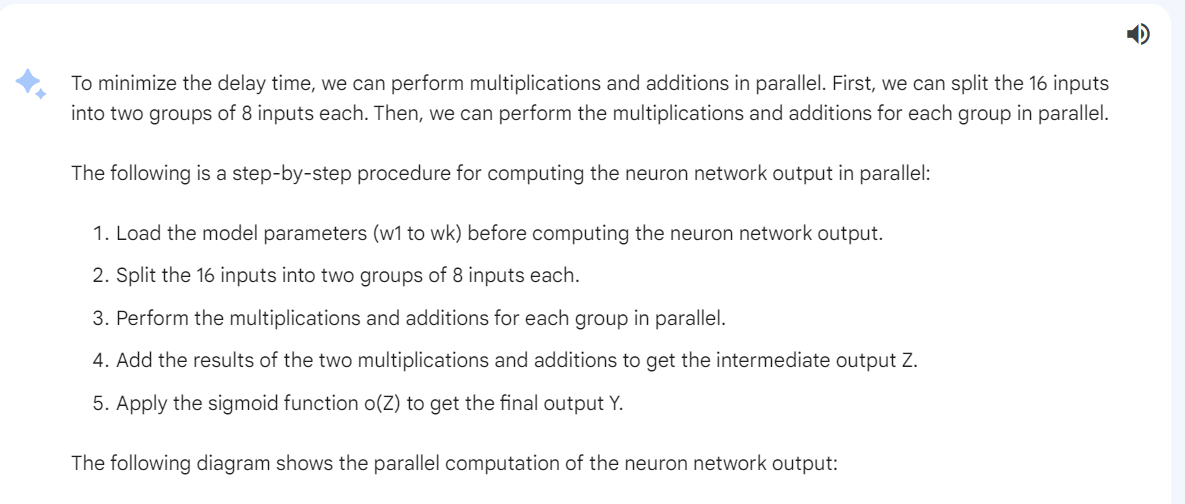 To minimize the delay time, we can perform multiplications and additions in parallel. First, we can split the 16 inputs
into two groups of 8 inputs each. Then, we can perform the multiplications and additions for each group in parallel.
The following is a step-by-step procedure for computing the neuron network output in parallel:
1. Load the model parameters (w1 to wk) before computing the neuron network output.
2. Split the 16 inputs into two groups of 8 inputs each.
3. Perform the multiplications and additions for each group in parallel.
4. Add the results of the two multiplications and additions to get the intermediate output Z.
5. Apply the sigmoid function o(Z) to get the final output Y.
The following diagram shows the parallel computation of the neuron network output: